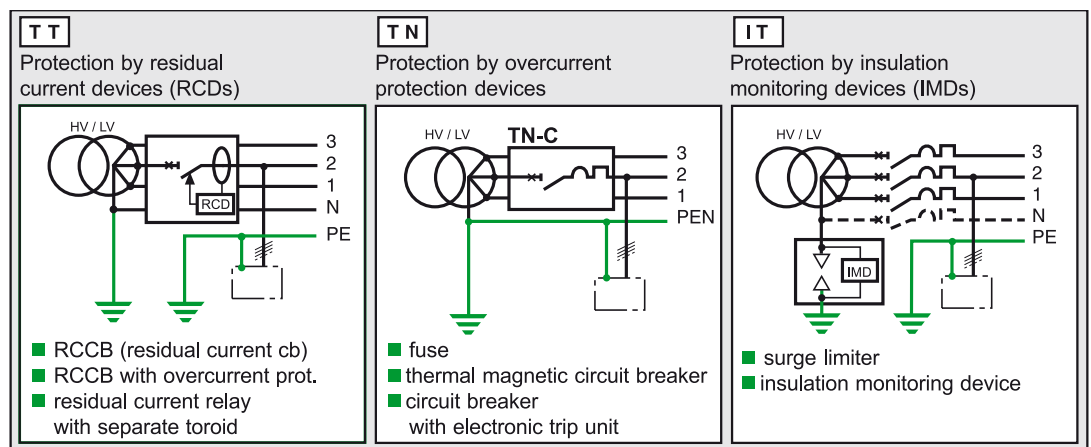 TT
Protection by residual
current devices (RCDs)
HV / LV
3
2
1
RCD
N
PE
RCCB (residual current cb)
RCCB with overcurrent prot.
residual current relay
with separate toroid
TN
Protection by overcurrent
protection devices
HV / LV
TN-C
3
2
1
PEN
fuse
thermal magnetic circuit breaker
circuit breaker
with electronic trip unit
IT
Protection by insulation
monitoring devices (IMDs)
HV / LV
3
2
1
N
PE
IMD
surge limiter
insulation monitoring device